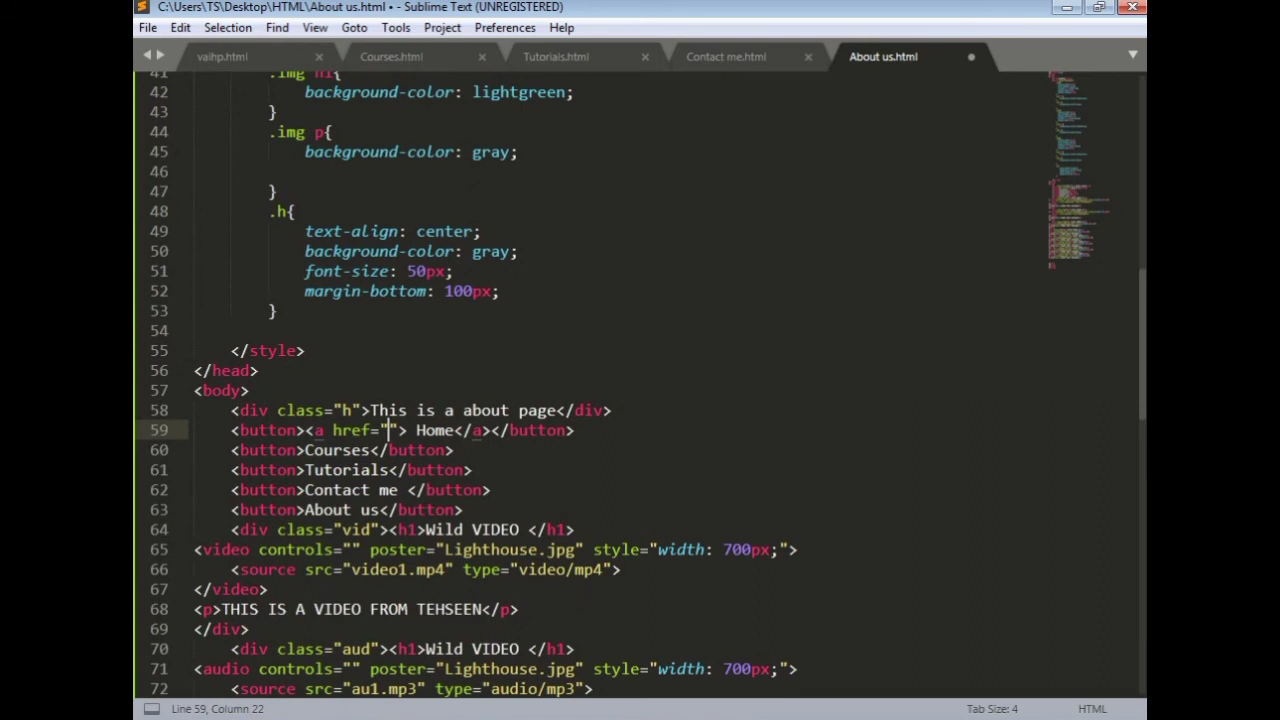 C:\Users\TS\Desktop\HTML\About us.html • - Sublime Text (UNREGISTERED)
File Edit Selection Find View Goto Tools Project Preferences Help
vaihp.html Courses.html Tutorials.html Contact me.html About us.html
41 .img h1{
42 background-color: lightgreen;
43 }
44 .img p{
45 background-color: gray;
46
47 }
48 .h{
49 text-align: center;
50 background-color: gray;
51 font-size: 50px;
52 margin-bottom: 100px;
53 }
54
55 </style>
56 </head>
57 <body>
58 <div class="h">This is a about page</div>
59 <button><a href=""> Home</a></button>
60 <button>Courses</button>
61 <button>Tutorials</button>
62 <button>Contact me </button>
63 <button>About us</button>
64 <div class="vid"><h1>Wild VIDEO </h1>
65 <video controls="" poster="Lighthouse.jpg" style="width: 700px;">
66 <source src="video1.mp4" type="video/mp4">
67 </video>
68 <p>THIS IS A VIDEO FROM TEHSEEN</p>
69 </div>
70 <div class="aud"><h1>Wild VIDEO </h1>
71 <audio controls="" poster="Lighthouse.jpg" style="width: 700px;">
72 <source src="au1.mp3" type="audio/mp3">
Line 59, Column 22 Tab Size: 4 HTML